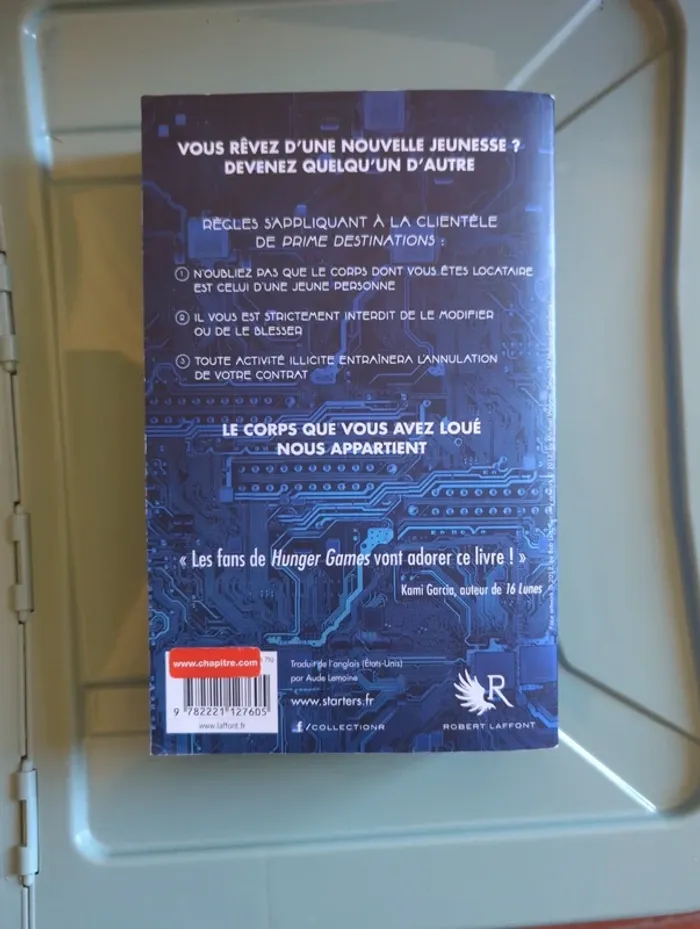 VOUS RÊVEZ D'UNE NOUVELLE JEUNESSE ?
DEVENEZ QUELQU'UN D'AUTRE
RÈGLES S'APPLIQUANT À LA CLIENTÈLE
DE PRIME DESTINATIONS :
1 N'OUBLIEZ PAS QUE LE CORPS DONT VOUS ÊTES LOCATAIRE
EST CELUI D'UNE JEUNE PERSONNE
2 IL VOUS EST STRICTEMENT INTERDIT DE LE MODIFIER
OU DE LE BLESSER
3 TOUTE ACTIVITÉ ILLICITE ENTRAÎNERA L'ANNULATION
DE VOTRE CONTRAT
LE CORPS QUE VOUS AVEZ LOUÉ
NOUS APPARTIENT
« Les fans de Hunger Games vont adorer ce livre ! »
Kami Garcia, auteur de 16 Lunes
www.chapitre.com
9 782221 127605
www.laffont.fr
Traduit de l'anglais (États-Unis)
par Aude Lemoine
www.starters.fr
f/COLLECTIONR
R
ROBERT LAFFONT